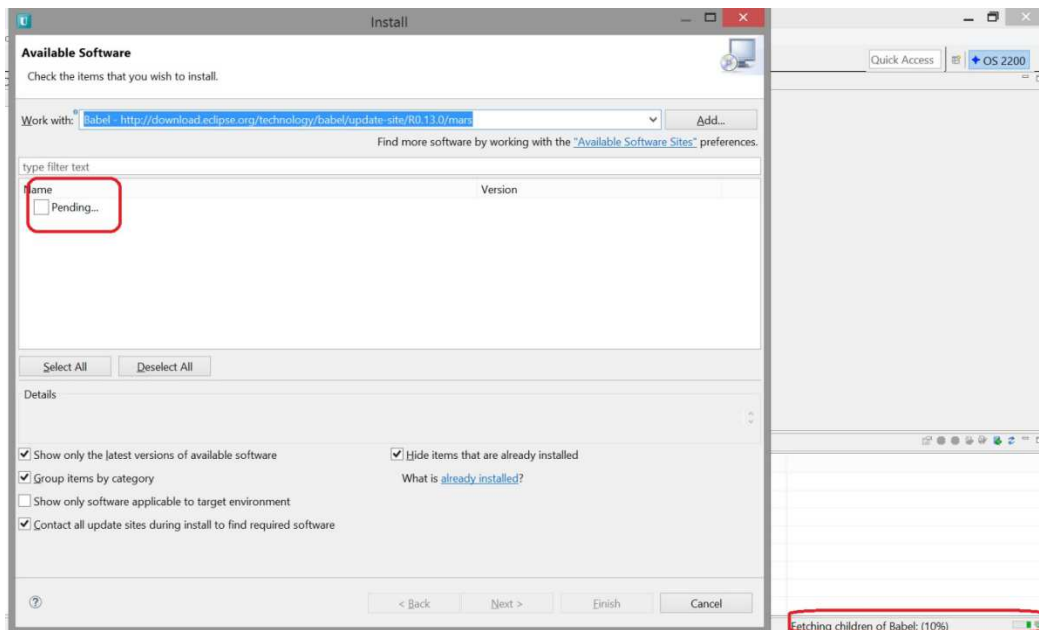 Install
Available Software
Check the items that you wish to install.
Quick Access
OS 2200
Work with:
Babel - http://download.eclipse.org/technology/babel/update-site/R0.13.0/mars
Add...
Find more software by working with the "Available Software Sites" preferences.
type filter text
Name Version
Pending...
Select All Deselect All
Details
Show only the latest versions of available software
Hide items that are already installed
Group items by category
What is already installed?
Show only software applicable to target environment
Contact all update sites during install to find required software
< Back Next > Finish Cancel
Fetching children of Babel: (10%)